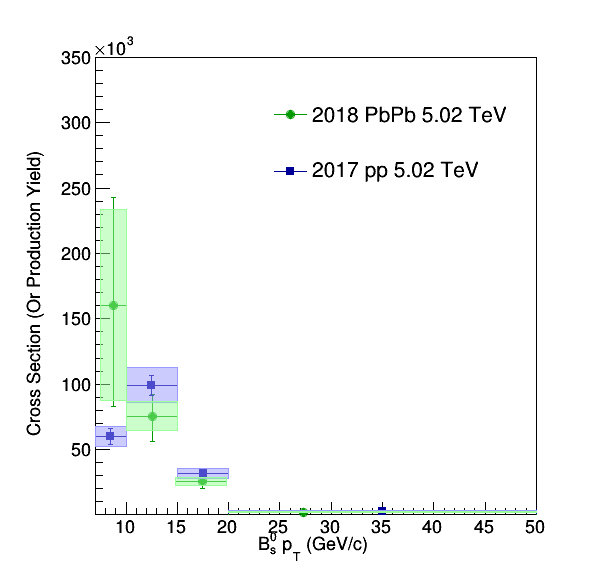 ×10³
350
300
250
200
150
100
50
Cross Section (Or Production Yield)
2018 PbPb 5.02 TeV
2017 pp 5.02 TeV
10 15 20 25 30 35 40 45 50
B⁰ₛ p_T (GeV/c)